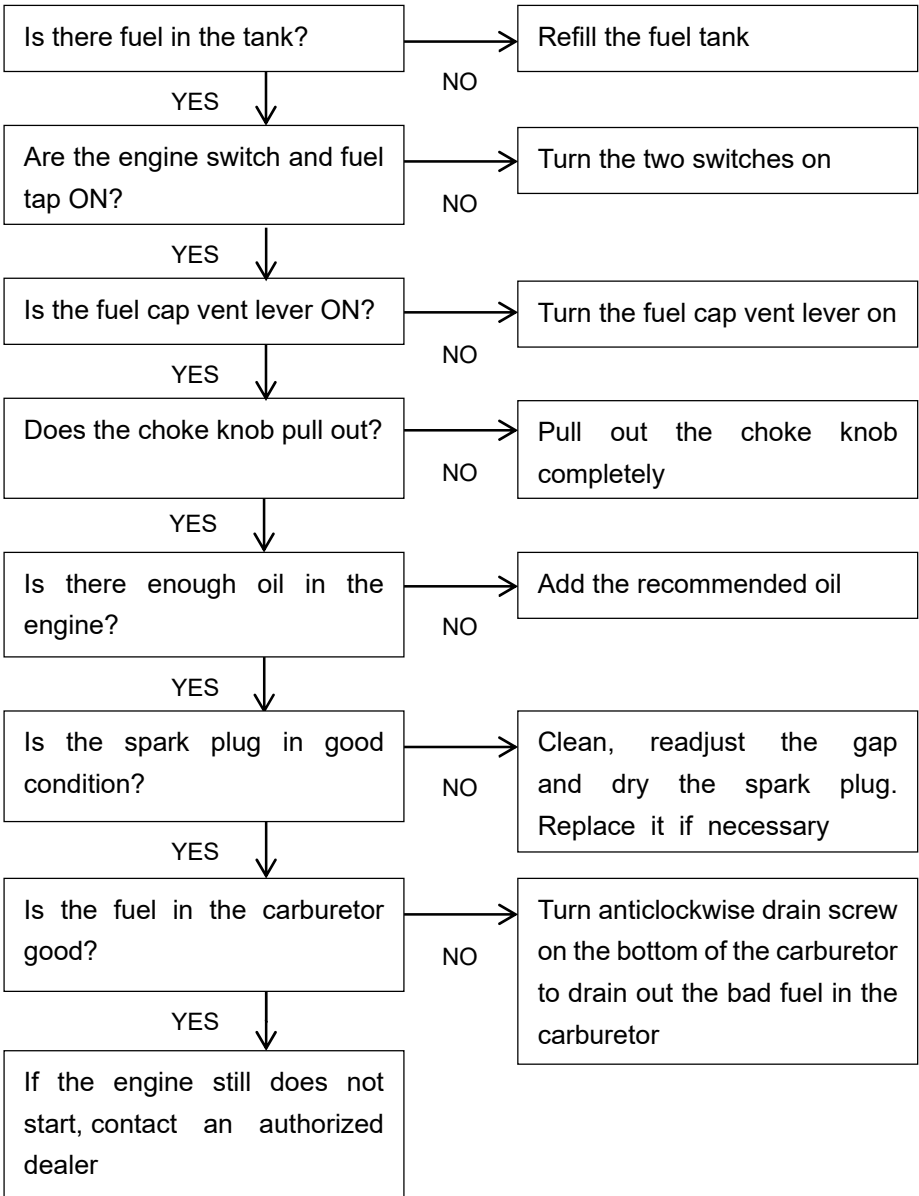 Is there fuel in the tank?
Refill the fuel tank
NO
YES
Are the engine switch and fuel
tap ON?
Turn the two switches on
NO
YES
Is the fuel cap vent lever ON?
Turn the fuel cap vent lever on
NO
YES
Does the choke knob pull out?
Pull out the choke knob
completely
NO
YES
Is there enough oil in the
engine?
Add the recommended oil
NO
YES
Is the spark plug in good
condition?
Clean, readjust the gap
and dry the spark plug.
Replace it if necessary
NO
YES
Is the fuel in the carburetor
good?
Turn anticlockwise drain screw
on the bottom of the carburetor
to drain out the bad fuel in the
carburetor
NO
YES
If the engine still does not
start, contact an authorized
dealer